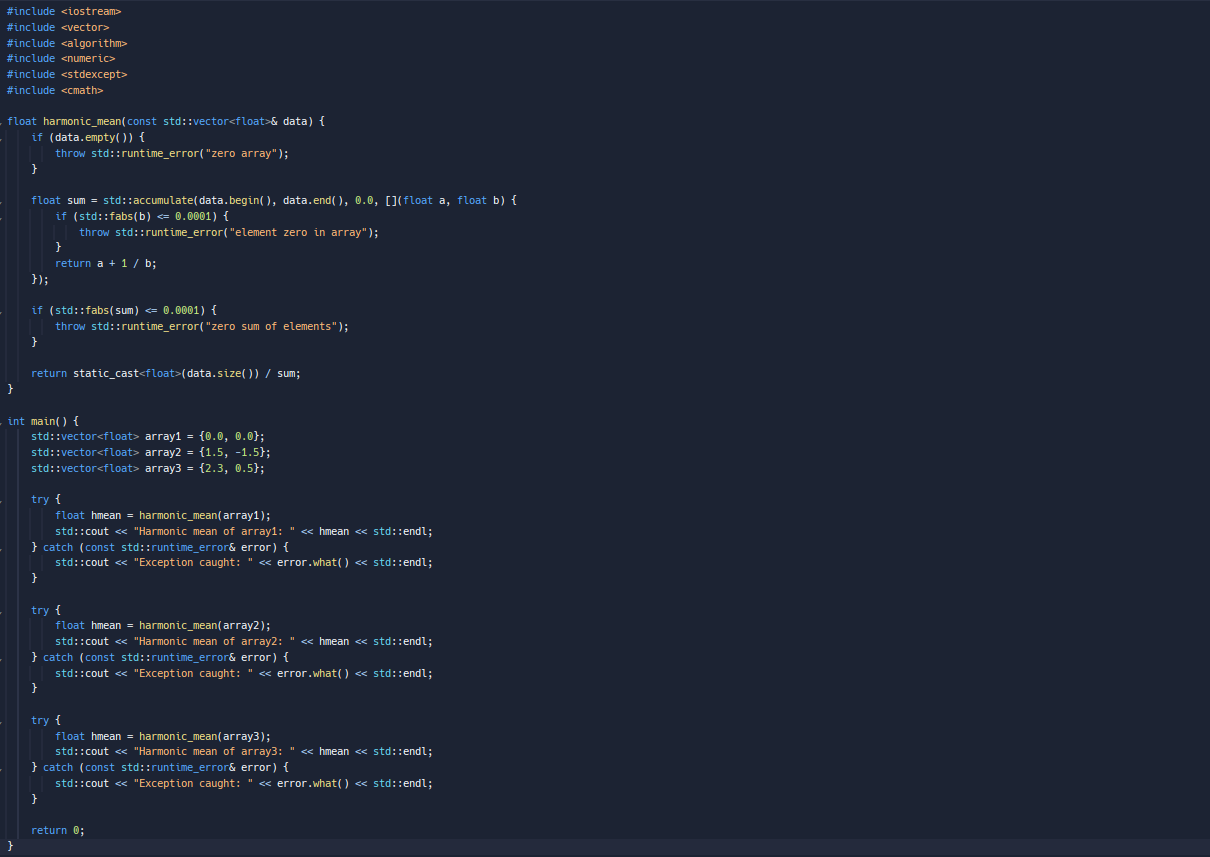 #include <iostream>
#include <vector>
#include <algorithm>
#include <numeric>
#include <stdexcept>
#include <cmath>

float harmonic_mean(const std::vector<float>& data) {
    if (data.empty()) {
        throw std::runtime_error("zero array");
    }

    float sum = std::accumulate(data.begin(), data.end(), 0.0, [](float a, float b) {
        if (std::fabs(b) <= 0.0001) {
            throw std::runtime_error("element zero in array");
        }
        return a + 1 / b;
    });

    if (std::fabs(sum) <= 0.0001) {
        throw std::runtime_error("zero sum of elements");
    }

    return static_cast<float>(data.size()) / sum;
}

int main() {
    std::vector<float> array1 = {0.0, 0.0};
    std::vector<float> array2 = {1.5, -1.5};
    std::vector<float> array3 = {2.3, 0.5};

    try {
        float hmean = harmonic_mean(array1);
        std::cout << "Harmonic mean of array1: " << hmean << std::endl;
    } catch (const std::runtime_error& error) {
        std::cout << "Exception caught: " << error.what() << std::endl;
    }

    try {
        float hmean = harmonic_mean(array2);
        std::cout << "Harmonic mean of array2: " << hmean << std::endl;
    } catch (const std::runtime_error& error) {
        std::cout << "Exception caught: " << error.what() << std::endl;
    }

    try {
        float hmean = harmonic_mean(array3);
        std::cout << "Harmonic mean of array3: " << hmean << std::endl;
    } catch (const std::runtime_error& error) {
        std::cout << "Exception caught: " << error.what() << std::endl;
    }

    return 0;
}